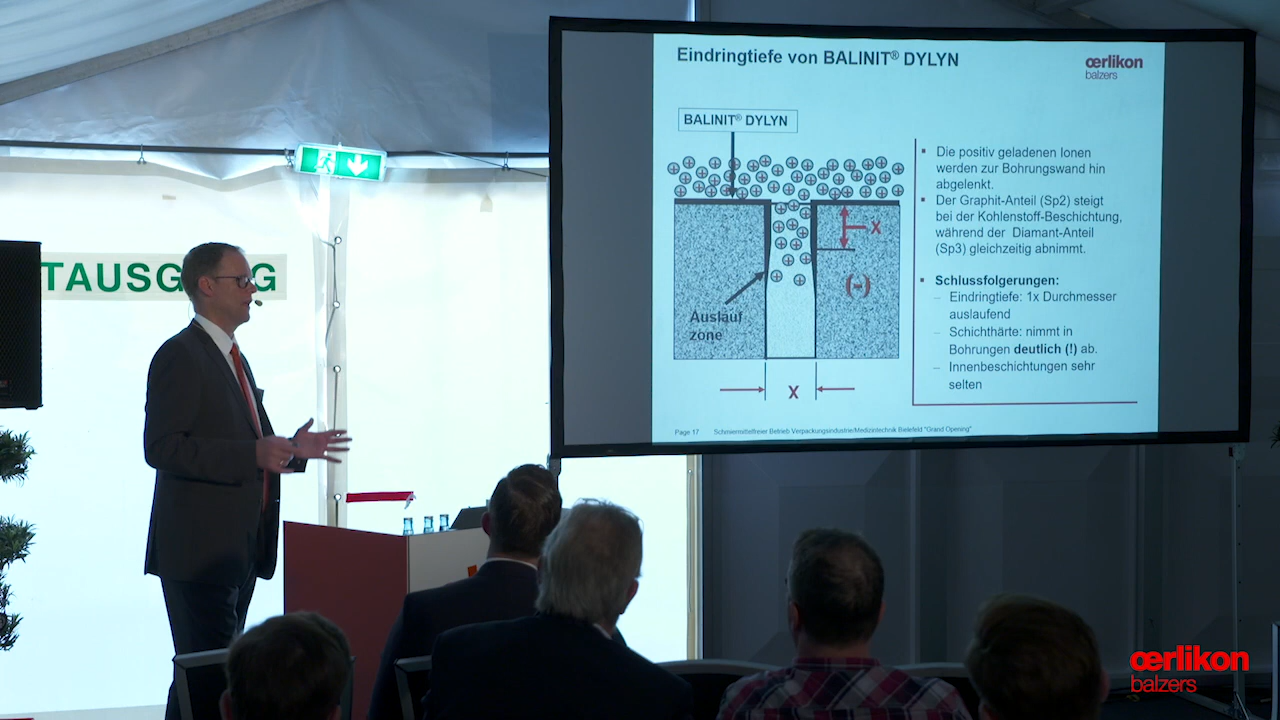 Eindringtiefe von BALINIT® DYLYN
œrlikon
balzers
BALINIT® DYLYN
X
(-)
Auslauf
zone
X
▪ Die positiv geladenen Ionen
werden zur Bohrungswand hin
abgelenkt.
▪ Der Graphit-Anteil (Sp2) steigt
bei der Kohlenstoff-Beschichtung,
während der Diamant-Anteil
(Sp3) gleichzeitig abnimmt.
▪ Schlussfolgerungen:
– Eindringtiefe: 1x Durchmesser
auslaufend
– Schichthärte: nimmt in
Bohrungen deutlich (!) ab.
– Innenbeschichtungen sehr
selten
Page 17 Schmiermittelfreier Betrieb Verpackungsindustrie/Medizintechnik Bielefeld "Grand Opening"
TAUSG
G
œrlikon
balzers